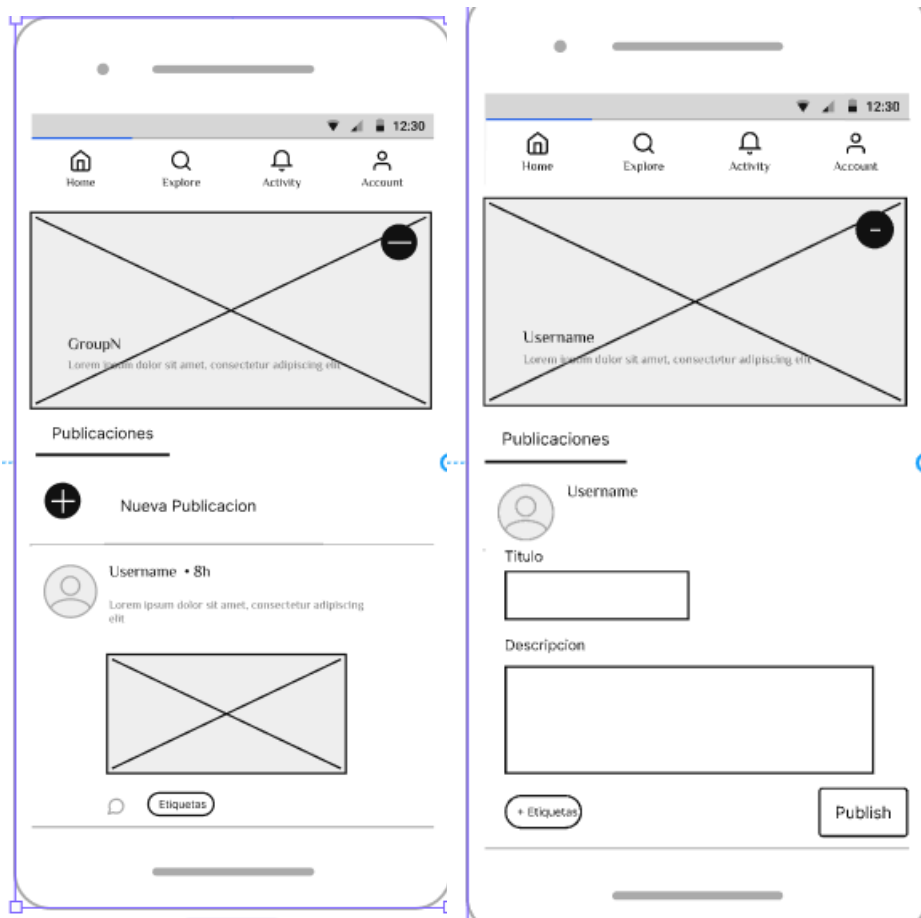 12:30
Home Explore Activity Account
GroupN
Lorem ipsum dolor sit amet, consectetur adipiscing elit
Publicaciones
Nueva Publicacion
Username • 8h
Lorem ipsum dolor sit amet, consectetur adipiscing
elit
Etiquetas
12:30
Home Explore Activity Account
Username
Lorem ipsum dolor sit amet, consectetur adipiscing elit
Publicaciones
Username
Titulo
Descripcion
+ Etiquetas
Publish